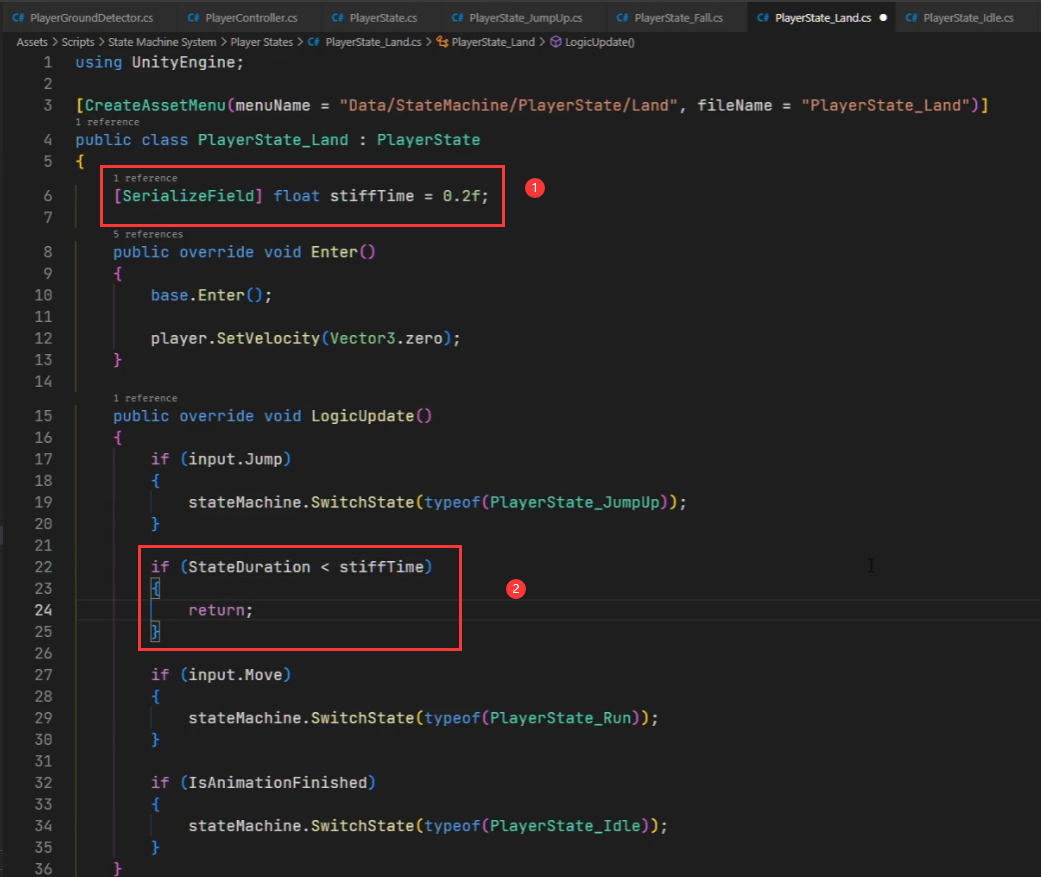 PlayerGroundDetector.cs PlayerController.cs PlayerState.cs PlayerState_JumpUp.cs PlayerState_Fall.cs PlayerState_Land.cs PlayerState_Idle.cs
Assets > Scripts > State Machine System > Player States > PlayerState_Land.cs > PlayerState_Land > LogicUpdate()
1 using UnityEngine;
2
3 [CreateAssetMenu(menuName = "Data/StateMachine/PlayerState/Land", fileName = "PlayerState_Land")]
1 reference
4 public class PlayerState_Land : PlayerState
5 {
1 reference
6 [SerializeField] float stiffTime = 0.2f;
1
7
5 references
8 public override void Enter()
9 {
10 base.Enter();
11
12 player.SetVelocity(Vector3.zero);
13 }
14
1 reference
15 public override void LogicUpdate()
16 {
17 if (input.Jump)
18 {
19 stateMachine.SwitchState(typeof(PlayerState_JumpUp));
20 }
21
22 if (StateDuration < stiffTime)
23 {
2
24 return;
25 }
26
27 if (input.Move)
28 {
29 stateMachine.SwitchState(typeof(PlayerState_Run));
30 }
31
32 if (IsAnimationFinished)
33 {
34 stateMachine.SwitchState(typeof(PlayerState_Idle));
35 }
36 }